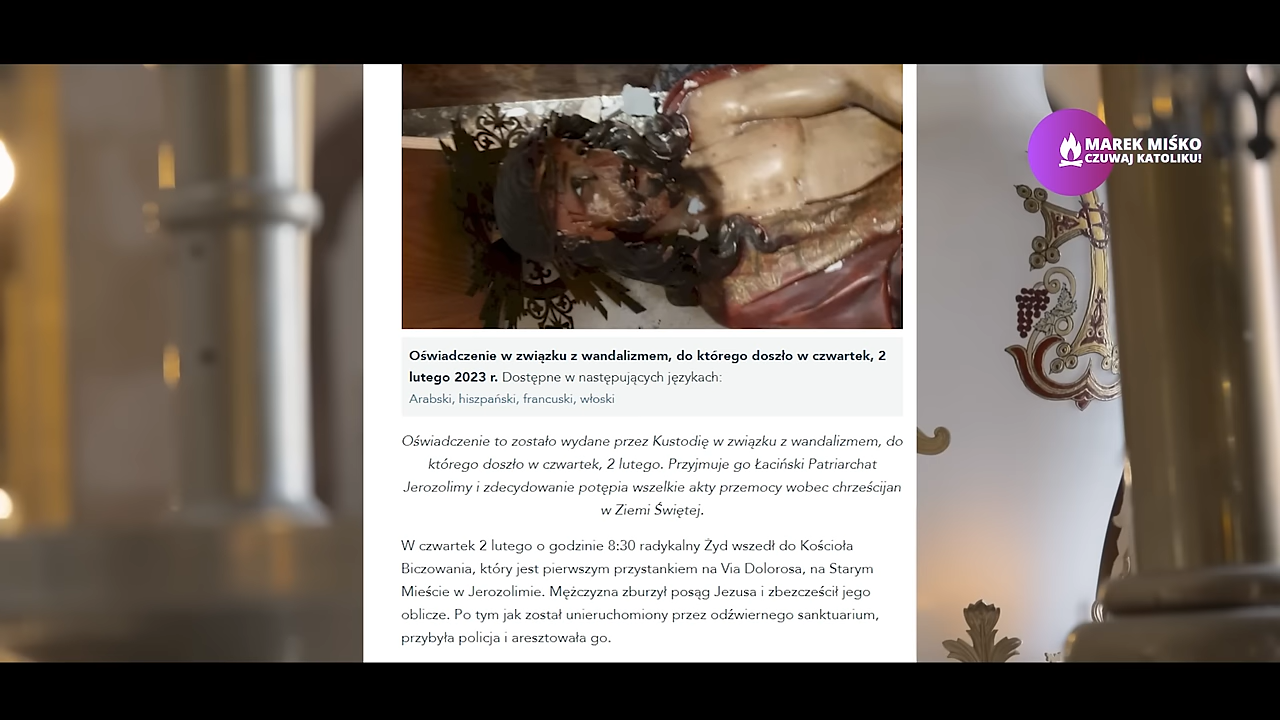 MAREK MIŚKO
CZUWAJ KATOLIKU!
Oświadczenie w związku z wandalizmem, do którego doszło w czwartek, 2
lutego 2023 r. Dostępne w następujących językach:
Arabski, hiszpański, francuski, włoski
Oświadczenie to zostało wydane przez Kustodię w związku z wandalizmem, do
którego doszło w czwartek, 2 lutego. Przyjmuje go Łaciński Patriarchat
Jerozolimy i zdecydowanie potępia wszelkie akty przemocy wobec chrześcijan
w Ziemi Świętej.
W czwartek 2 lutego o godzinie 8:30 radykalny Żyd wszedł do Kościoła
Biczowania, który jest pierwszym przystankiem na Via Dolorosa, na Starym
Mieście w Jerozolimie. Mężczyzna zburzył posąg Jezusa i zbezcześcił jego
oblicze. Po tym jak został unieruchomiony przez odźwiernego sanktuarium,
przybyła policja i aresztowała go.